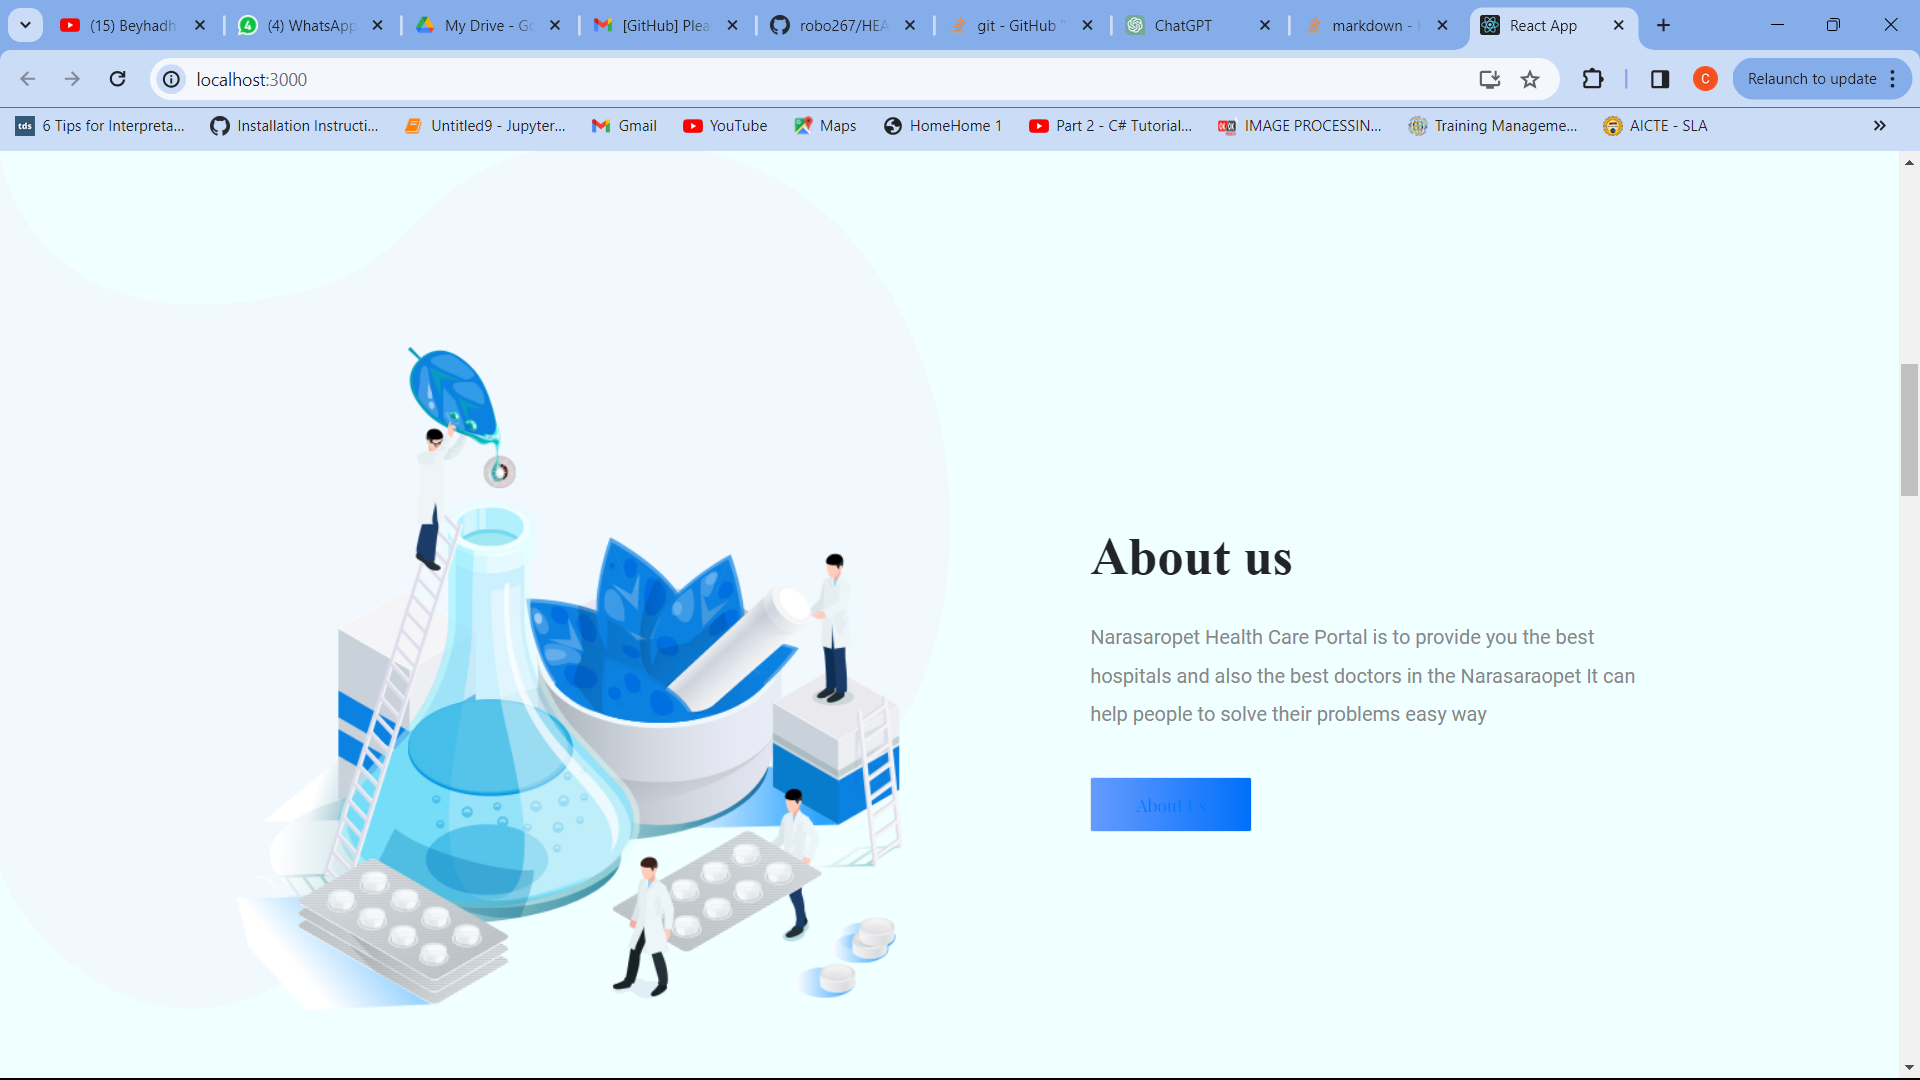 (15) Beyhadh
(4) WhatsApp
My Drive - Go
[GitHub] Plea
robo267/HEA
git - GitHub "
ChatGPT
markdown - H
React App
localhost:3000
Relaunch to update
C
tds 6 Tips for Interpreta...
Installation Instructi...
Untitled9 - Jupyter...
Gmail
YouTube
Maps
HomeHome 1
Part 2 - C# Tutorial...
IMAGE PROCESSIN...
Training Manageme...
AICTE - SLA
About us
Narasaropet Health Care Portal is to provide you the best
hospitals and also the best doctors in the Narasaraopet It can
help people to solve their problems easy way
About Us